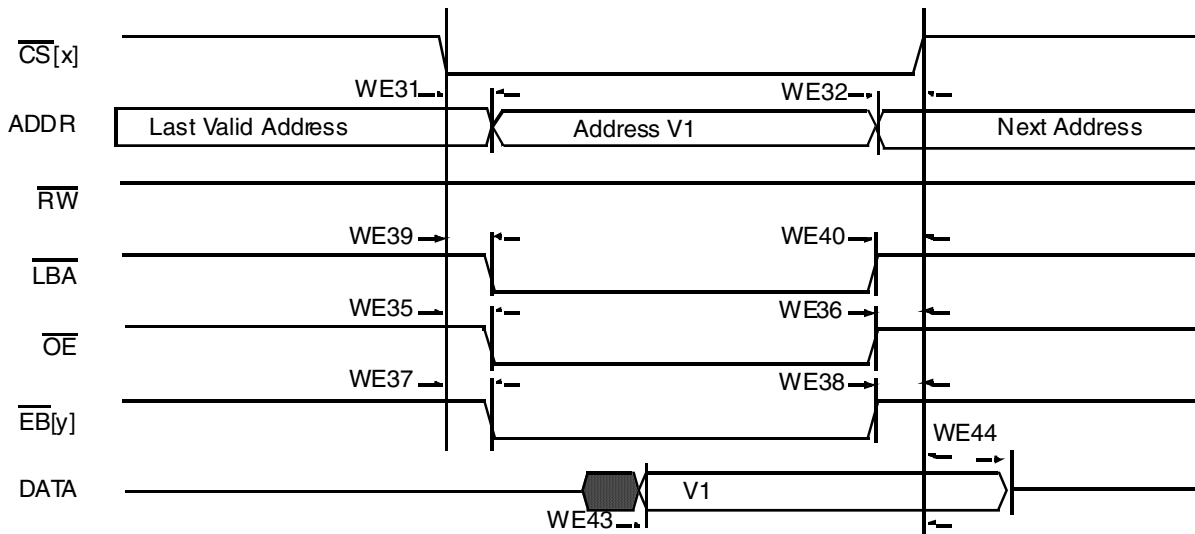 CS[x]
WE31
WE32
ADDR
Last Valid Address
Address V1
Next Address
RW
WE39
WE40
LBA
WE35
WE36
OE
WE37
WE38
EB[y]
WE44
DATA
V1
WE43